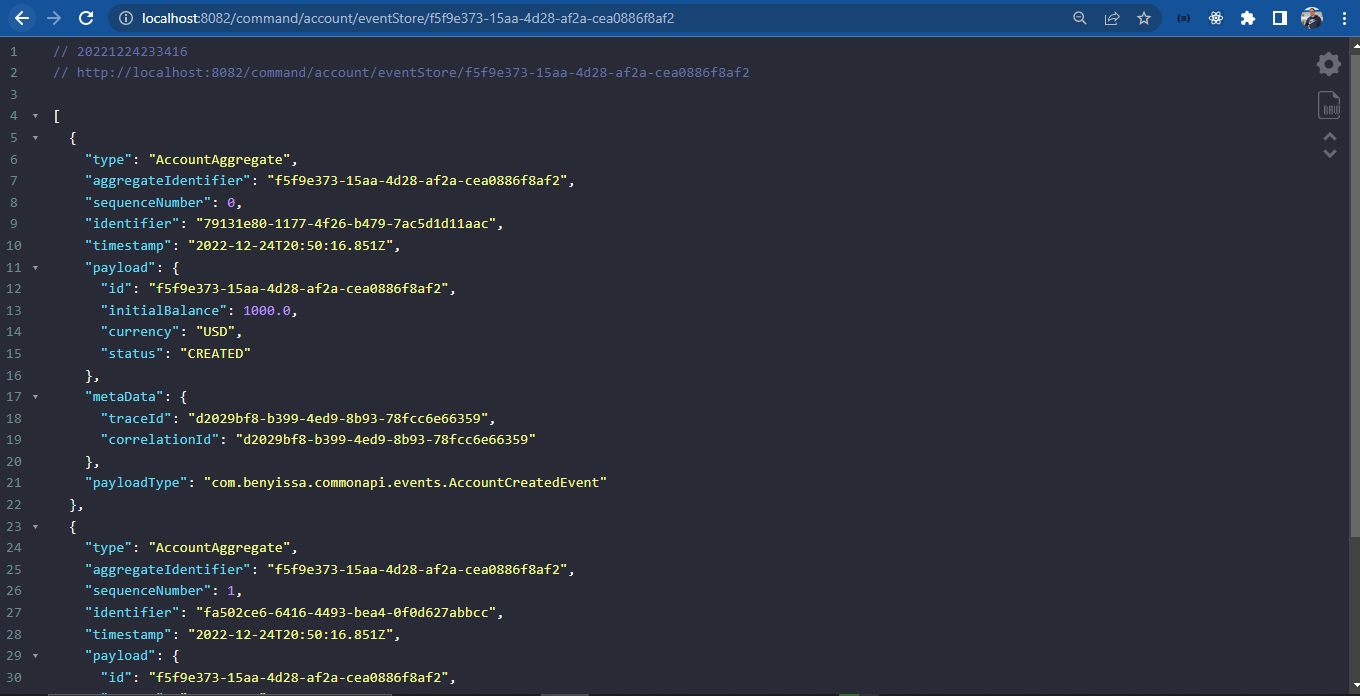 localhost:8082/command/account/eventStore/f5f9e373-15aa-4d28-af2a-cea0886f8af2
1 // 20221224233416
2 // http://localhost:8082/command/account/eventStore/f5f9e373-15aa-4d28-af2a-cea0886f8af2
3
4 [
5 {
6 "type": "AccountAggregate",
7 "aggregateIdentifier": "f5f9e373-15aa-4d28-af2a-cea0886f8af2",
8 "sequenceNumber": 0,
9 "identifier": "79131e80-1177-4f26-b479-7ac5d1d11aac",
10 "timestamp": "2022-12-24T20:50:16.851Z",
11 "payload": {
12 "id": "f5f9e373-15aa-4d28-af2a-cea0886f8af2",
13 "initialBalance": 1000.0,
14 "currency": "USD",
15 "status": "CREATED"
16 },
17 "metaData": {
18 "traceId": "d2029bf8-b399-4ed9-8b93-78fcc6e66359",
19 "correlationId": "d2029bf8-b399-4ed9-8b93-78fcc6e66359"
20 },
21 "payloadType": "com.benyissa.commonapi.events.AccountCreatedEvent"
22 },
23 {
24 "type": "AccountAggregate",
25 "aggregateIdentifier": "f5f9e373-15aa-4d28-af2a-cea0886f8af2",
26 "sequenceNumber": 1,
27 "identifier": "fa502ce6-6416-4493-bea4-0f0d627abbcc",
28 "timestamp": "2022-12-24T20:50:16.851Z",
29 "payload": {
30 "id": "f5f9e373-15aa-4d28-af2a-cea0886f8af2",
RAW